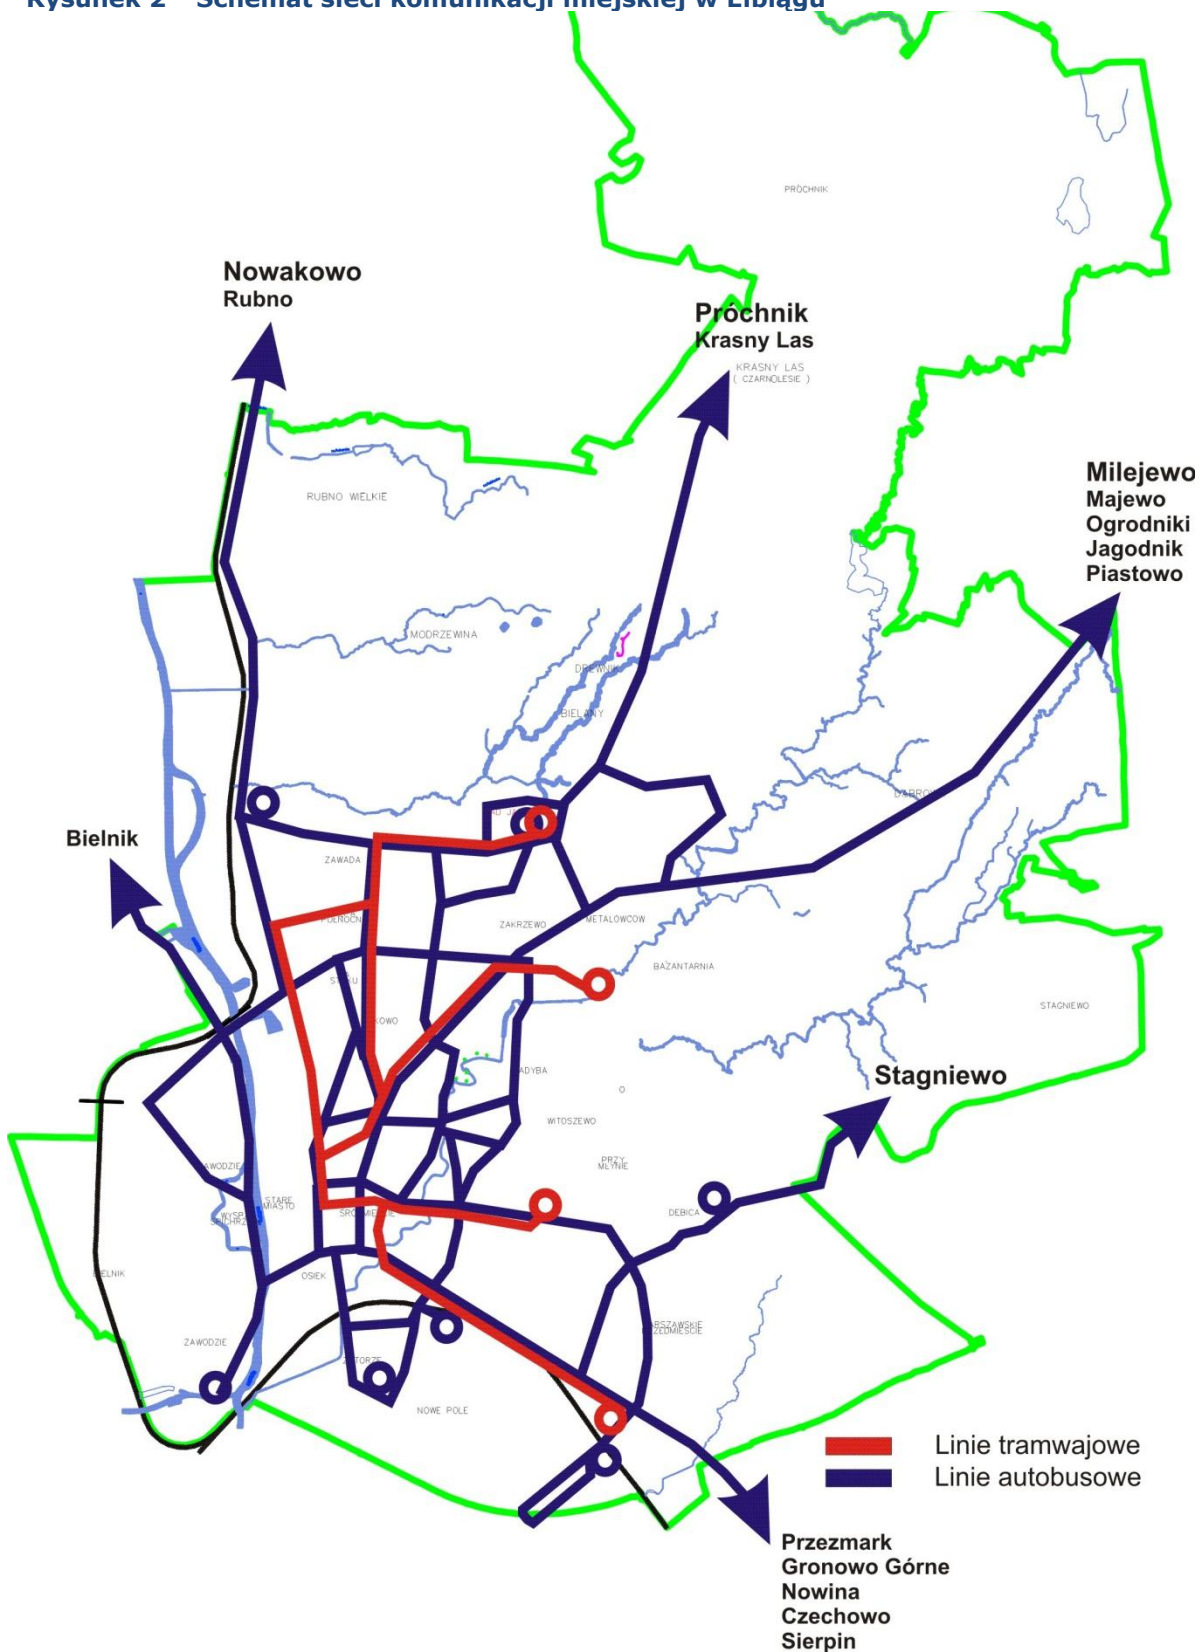 Rysunek 2 Schemat sieci komunikacji miejskiej w Elblągu
PRÓCHNIK
Nowakowo
Rubno
Próchnik
Krasny Las
KRASNY LAS
( CZARNOLESIE )
Milejewo
Majewo
Ogrodniki
Jagodnik
Piastowo
RUBNO WIELKIE
MODRZEWINA
DREWNIK
BIELANY
DĄBROW
Bielnik
ZAWADA
ZAKRZEWO
METALOWCÓW
BAŻANTARNIA
STAGNIEWO
Stagniewo
WITOSZEWO
PRZY
MŁYNIE
DĘBICA
STARE
MIASTO
OSIEK
ZAWODZIE
NOWE POLE
Linie tramwajowe
Linie autobusowe
Przezmark
Gronowo Górne
Nowina
Czechowo
Sierpin